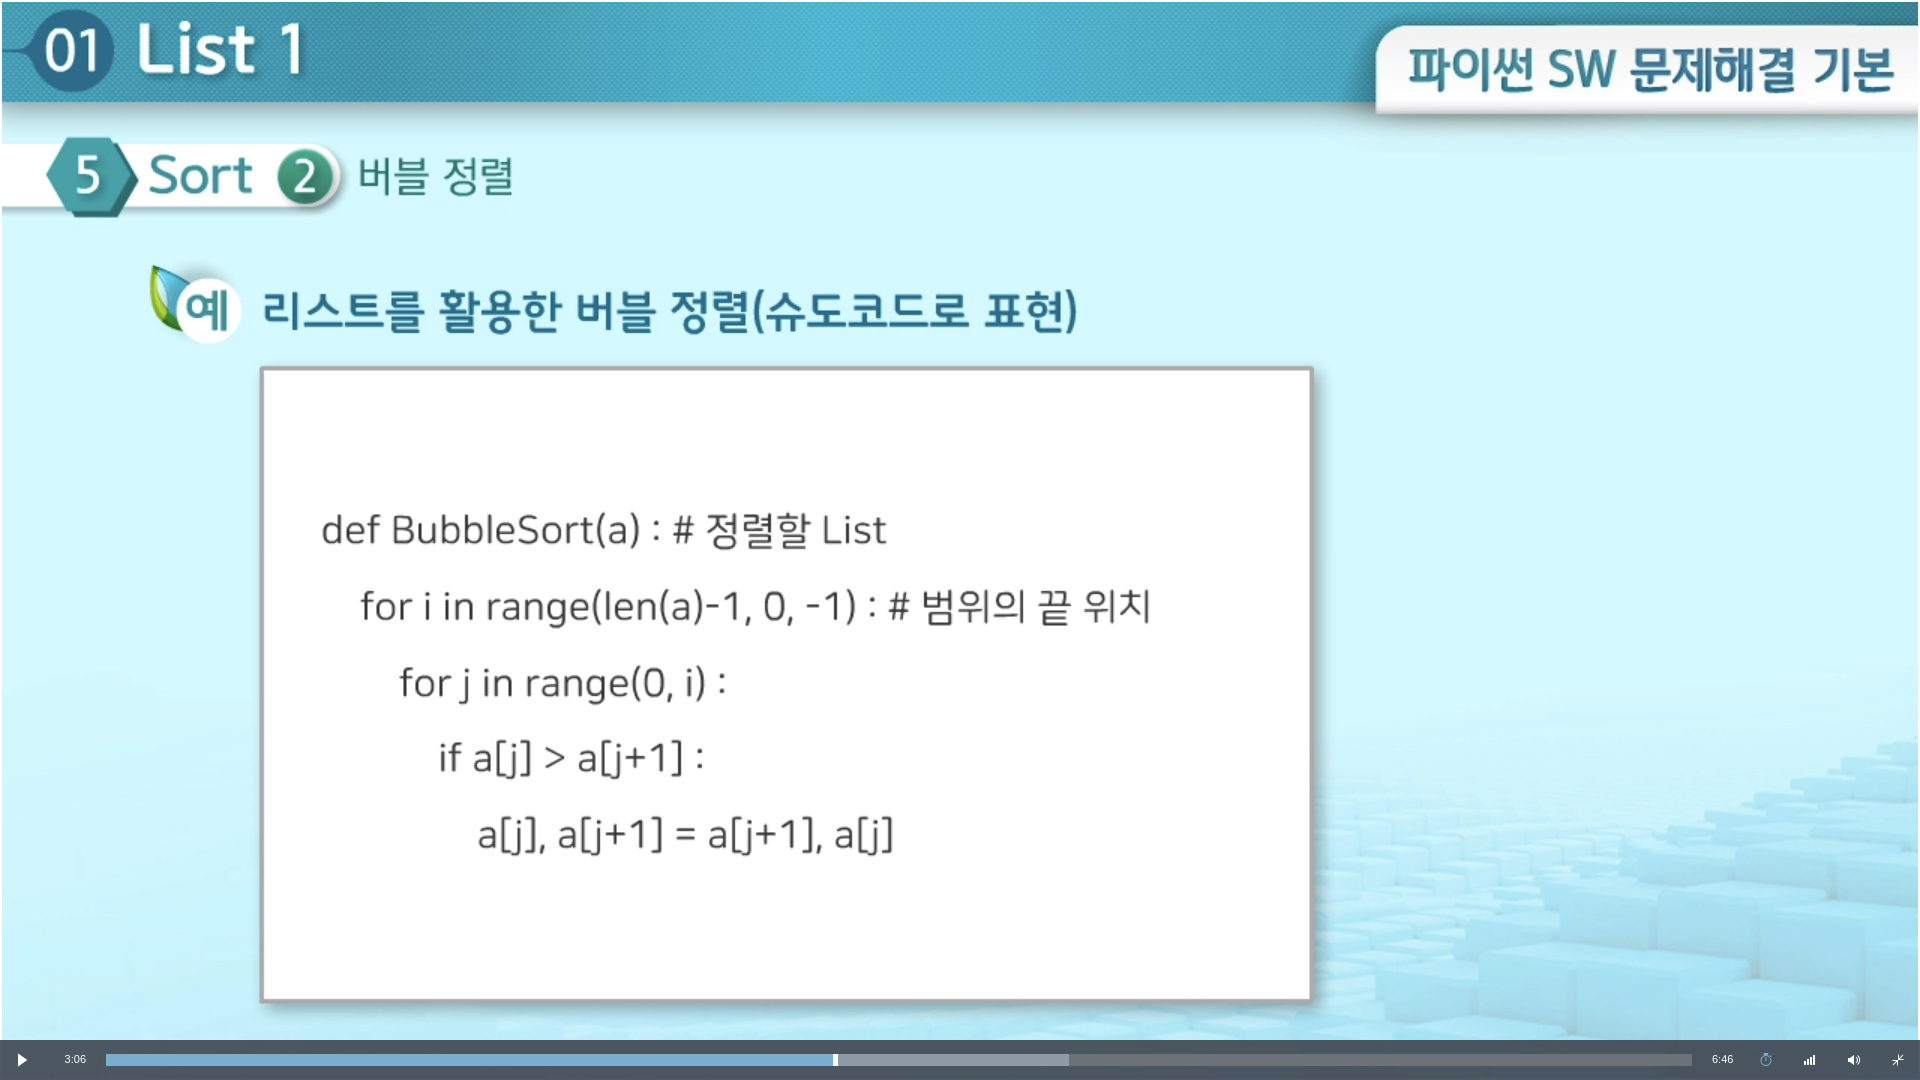 01 List 1
파이썬 SW 문제해결 기본
5 Sort 2 버블 정렬
예 리스트를 활용한 버블 정렬(슈도코드로 표현)
def BubbleSort(a) : # 정렬할 List
for i in range(len(a)-1, 0, -1) : # 범위의 끝 위치
for j in range(0, i) :
if a[j] > a[j+1] :
a[j], a[j+1] = a[j+1], a[j]
3:06 6:46